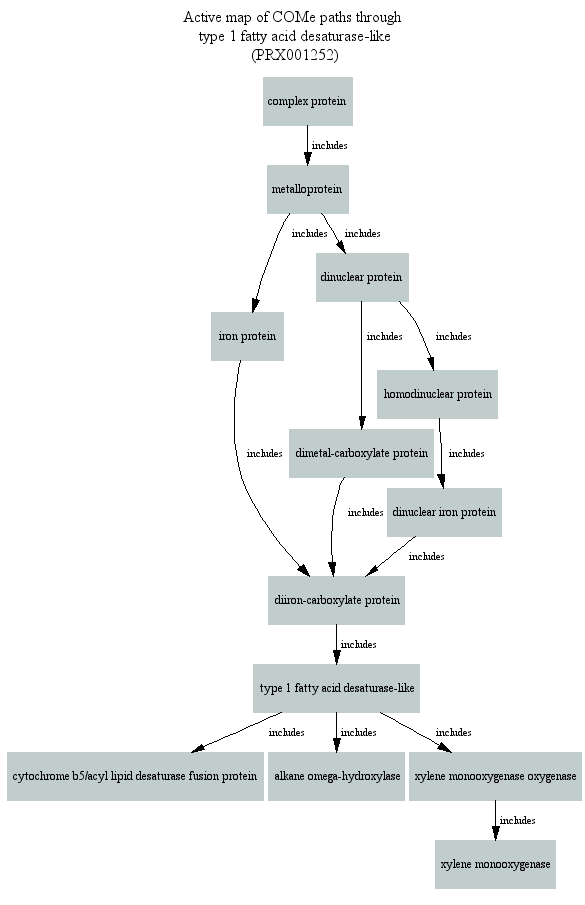 Active map of COMe paths through
type 1 fatty acid desaturase-like
(PRX001252)
complex protein
includes
metalloprotein
includes
includes
dinuclear protein
iron protein
includes
includes
homodinuclear protein
includes
dimetal-carboxylate protein
includes
includes
dinuclear iron protein
includes
diiron-carboxylate protein
includes
type 1 fatty acid desaturase-like
includes
includes
includes
cytochrome b5/acyl lipid desaturase fusion protein
alkane omega-hydroxylase
xylene monooxygenase oxygenase
includes
xylene monooxygenase